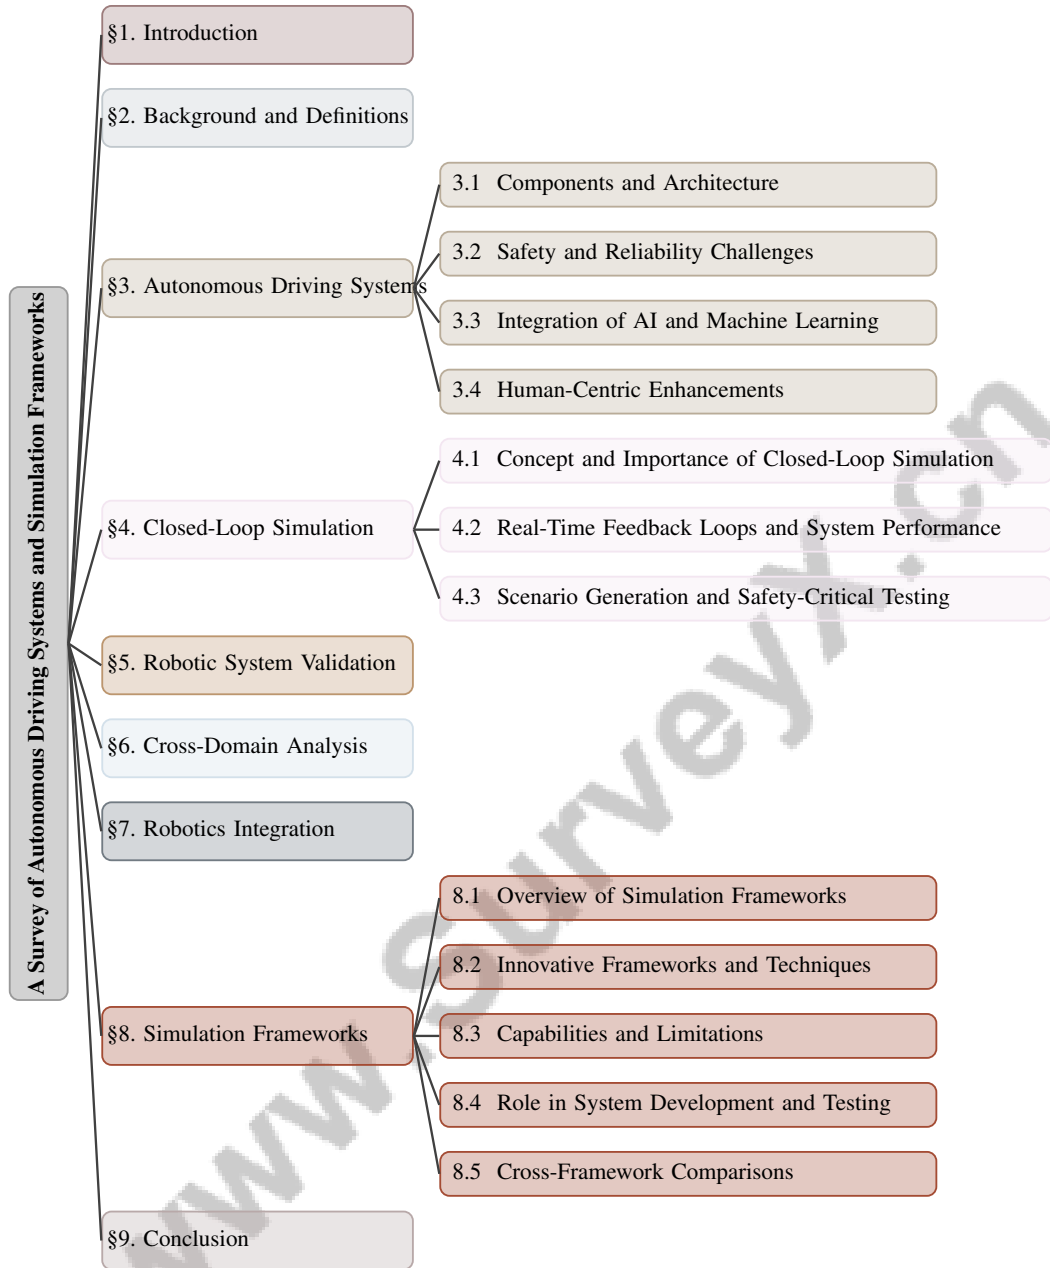 A Survey of Autonomous Driving Systems and Simulation Frameworks
§1. Introduction
§2. Background and Definitions
§3. Autonomous Driving Systems
3.1 Components and Architecture
3.2 Safety and Reliability Challenges
3.3 Integration of AI and Machine Learning
3.4 Human-Centric Enhancements
§4. Closed-Loop Simulation
4.1 Concept and Importance of Closed-Loop Simulation
4.2 Real-Time Feedback Loops and System Performance
4.3 Scenario Generation and Safety-Critical Testing
§5. Robotic System Validation
§6. Cross-Domain Analysis
§7. Robotics Integration
§8. Simulation Frameworks
8.1 Overview of Simulation Frameworks
8.2 Innovative Frameworks and Techniques
8.3 Capabilities and Limitations
8.4 Role in System Development and Testing
8.5 Cross-Framework Comparisons
§9. Conclusion
www.surveyx.cn